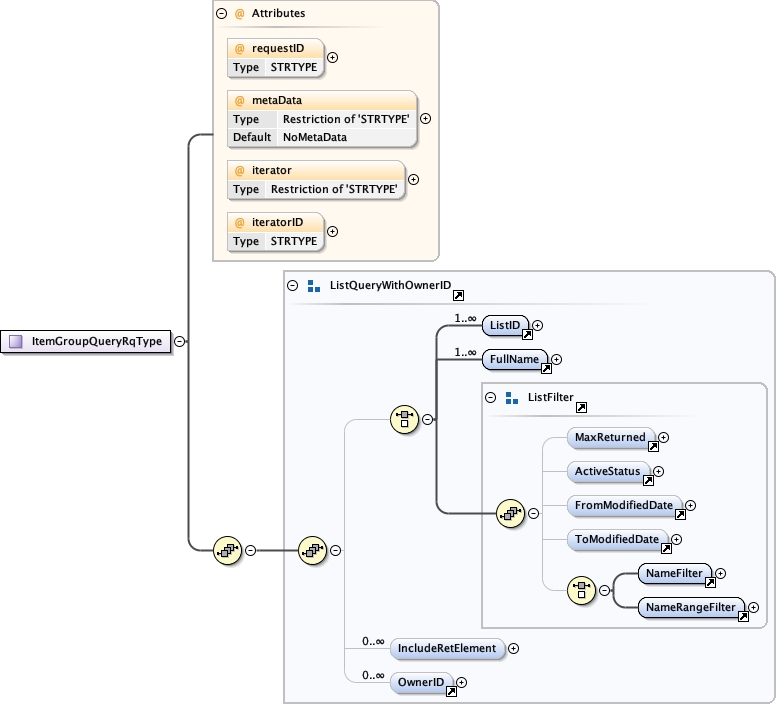 @ Attributes
@ requestID
Type STRTYPE
@ metaData
Type Restriction of 'STRTYPE'
Default NoMetaData
@ iterator
Type Restriction of 'STRTYPE'
@ iteratorID
Type STRTYPE
ListQueryWithOwnerID
1..∞ ListID
ItemGroupQueryRqType
1..∞ FullName
ListFilter
MaxReturned
ActiveStatus
FromModifiedDate
ToModifiedDate
NameFilter
NameRangeFilter
0..∞ IncludeRetElement
0..∞ OwnerID